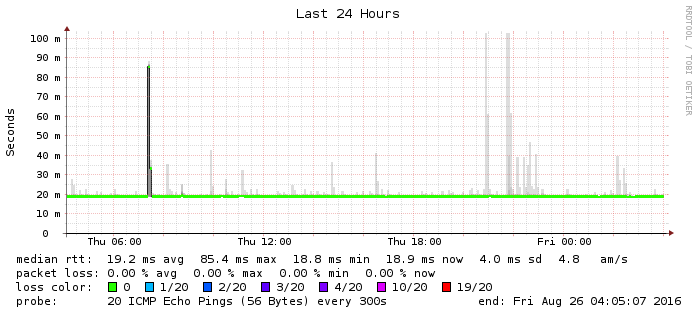 Last 24 Hours
RRDTOOL / TOBI OETIKER
Seconds
100 m
90 m
80 m
70 m
60 m
50 m
40 m
30 m
20 m
10 m
0
Thu 06:00 Thu 12:00 Thu 18:00 Fri 00:00
median rtt: 19.2 ms avg 85.4 ms max 18.8 ms min 18.9 ms now 4.0 ms sd 4.8 am/s
packet loss: 0.00 % avg 0.00 % max 0.00 % min 0.00 % now
loss color: 0 1/20 2/20 3/20 4/20 10/20 19/20
probe: 20 ICMP Echo Pings (56 Bytes) every 300s end: Fri Aug 26 04:05:07 2016